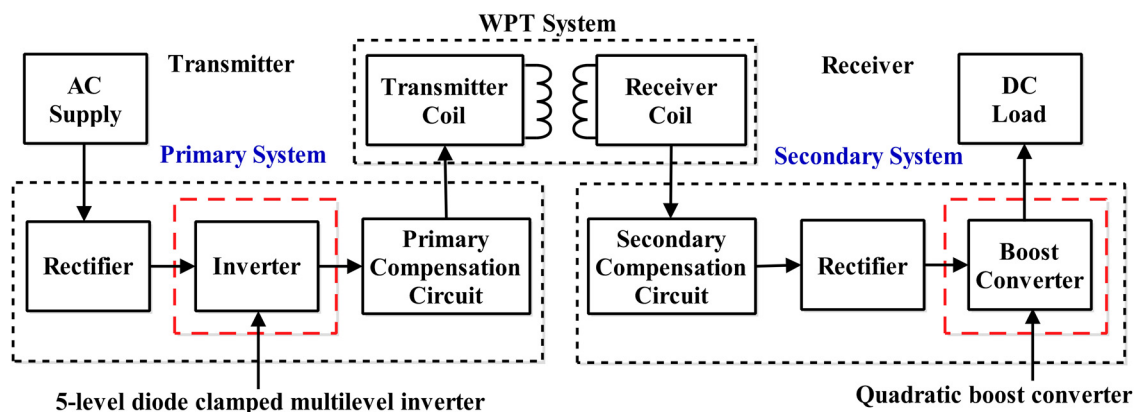 WPT System
AC
Supply
Transmitter
Transmitter
Coil
Receiver
Coil
Receiver
DC
Load
Primary System
Secondary System
Rectifier
Inverter
Primary
Compensation
Circuit
Secondary
Compensation
Circuit
Rectifier
Boost
Converter
5-level diode clamped multilevel inverter
Quadratic boost converter